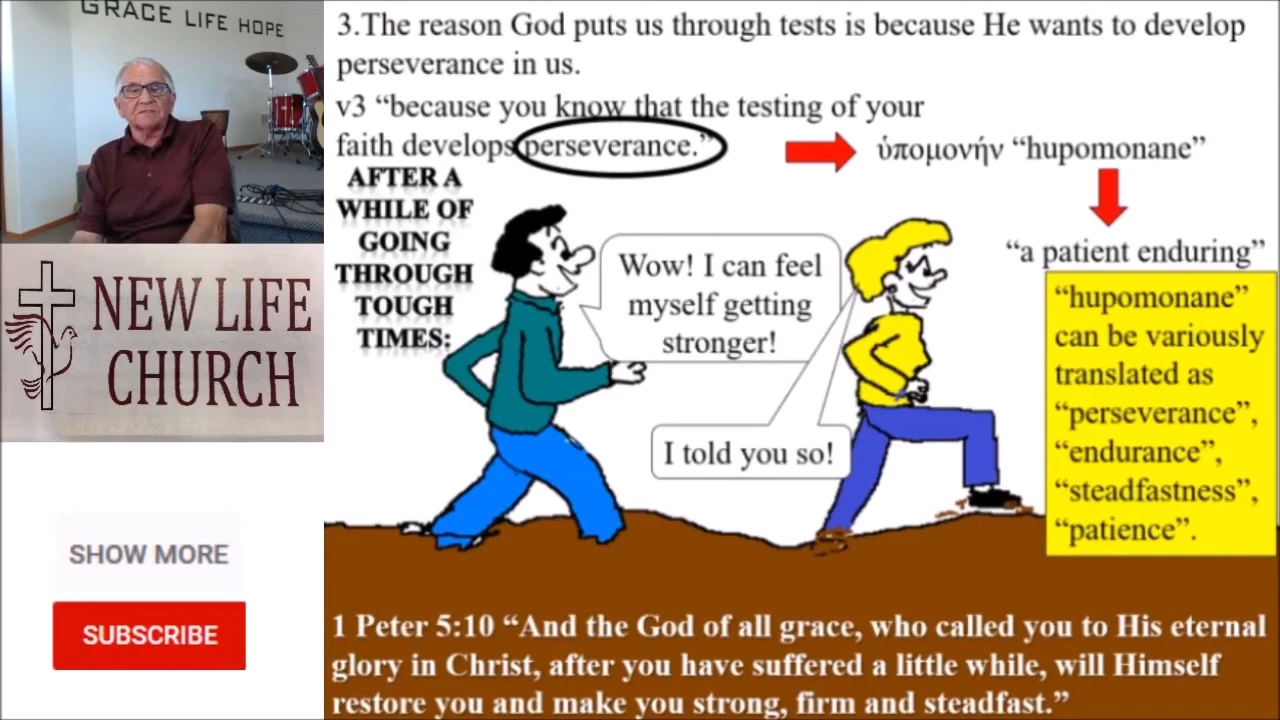 GRACE LIFE HOPE
NEW LIFE
CHURCH
SHOW MORE
SUBSCRIBE
3.The reason God puts us through tests is because He wants to develop
perseverance in us.
v3 “because you know that the testing of your
faith develops perseverance.”
ὑπομονήν “hupomonane”
“a patient enduring”
“hupomonane”
can be variously
translated as
“perseverance”,
“endurance”,
“steadfastness”,
“patience”.
AFTER A
WHILE OF
GOING
THROUGH
TOUGH
TIMES:
Wow! I can feel
myself getting
stronger!
I told you so!
1 Peter 5:10 “And the God of all grace, who called you to His eternal
glory in Christ, after you have suffered a little while, will Himself
restore you and make you strong, firm and steadfast.”